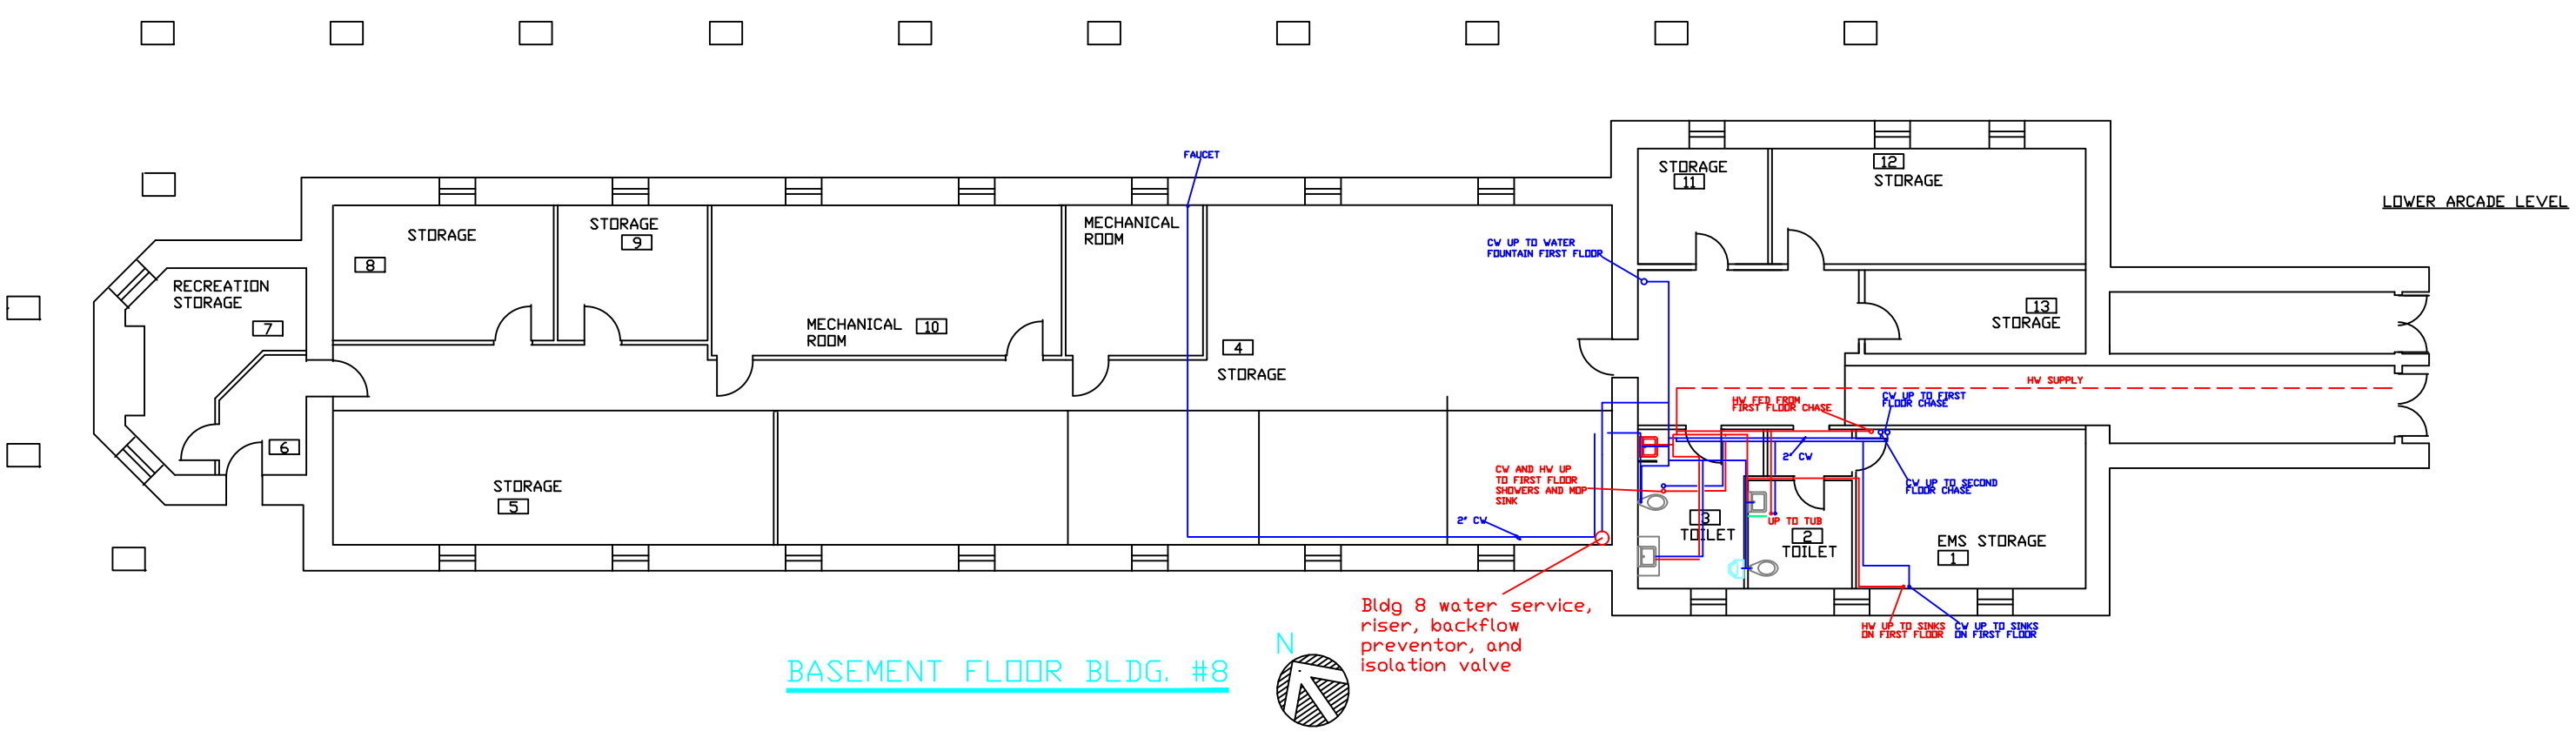 FAUCET
STORAGE
11
12
STORAGE
LOWER ARCADE LEVEL
STORAGE
8
STORAGE
9
MECHANICAL
ROOM
CW UP TO WATER
FOUNTAIN FIRST FLOOR
RECREATION
STORAGE
7
MECHANICAL
ROOM
10
4
STORAGE
13
STORAGE
HW SUPPLY
HW FED FROM
FIRST FLOOR CHASE
CW UP TO FIRST
FLOOR CHASE
6
2" CW
STORAGE
5
CW AND HW UP
TO FIRST FLOOR
SHOWERS AND MOP
SINK
2" CW
CW UP TO SECOND
FLOOR CHASE
3
TOILET
UP TO TUB
2
TOILET
EMS STORAGE
1
Bldg 8 water service,
riser, backflow
preventor, and
isolation valve
HW UP TO SINKS
ON FIRST FLOOR
CW UP TO SINKS
ON FIRST FLOOR
N
BASEMENT FLOOR BLDG. #8